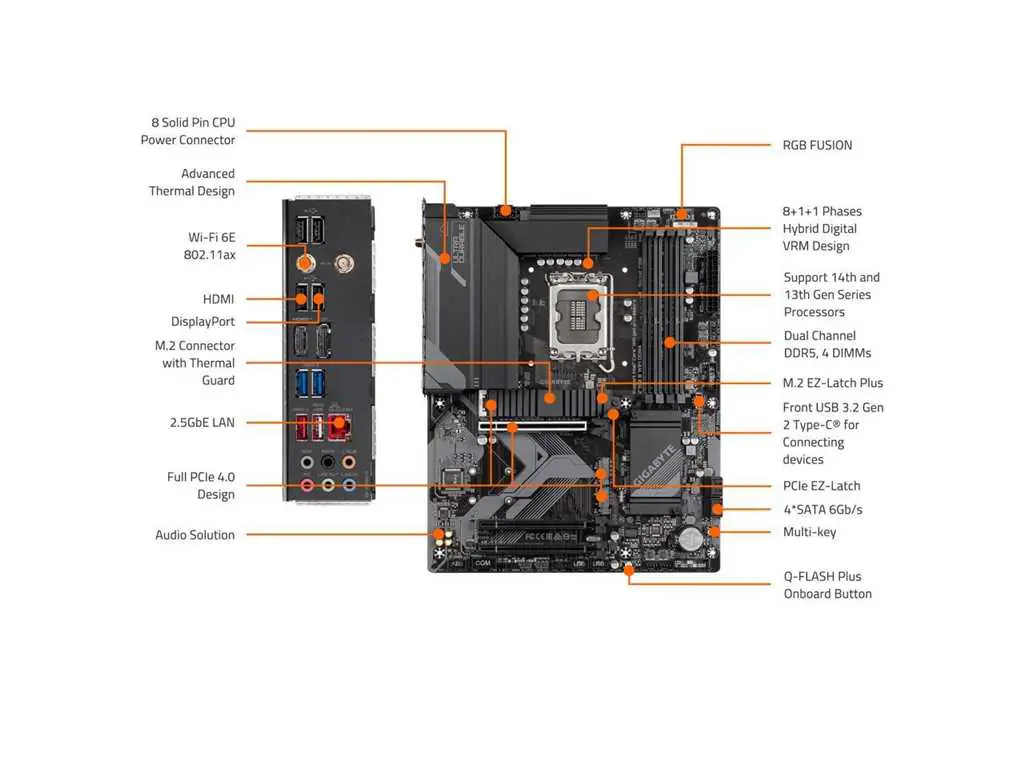 8 Solid Pin CPU
Power Connector
Advanced
Thermal Design
Wi-Fi 6E
802.11ax
HDMI
DisplayPort
M.2 Connector
with Thermal
Guard
2.5GbE LAN
Full PCIe 4.0
Design
Audio Solution
ULTRA
DURABLE
GIGABYTE
GIGABYTE
COM
RGB FUSION
8+1+1 Phases
Hybrid Digital
VRM Design
Support 14th and
13th Gen Series
Processors
Dual Channel
DDR5, 4 DIMMs
M.2 EZ-Latch Plus
Front USB 3.2 Gen
2 Type-C® for
Connecting
devices
PCIe EZ-Latch
4*SATA 6Gb/s
Multi-key
Q-FLASH Plus
Onboard Button